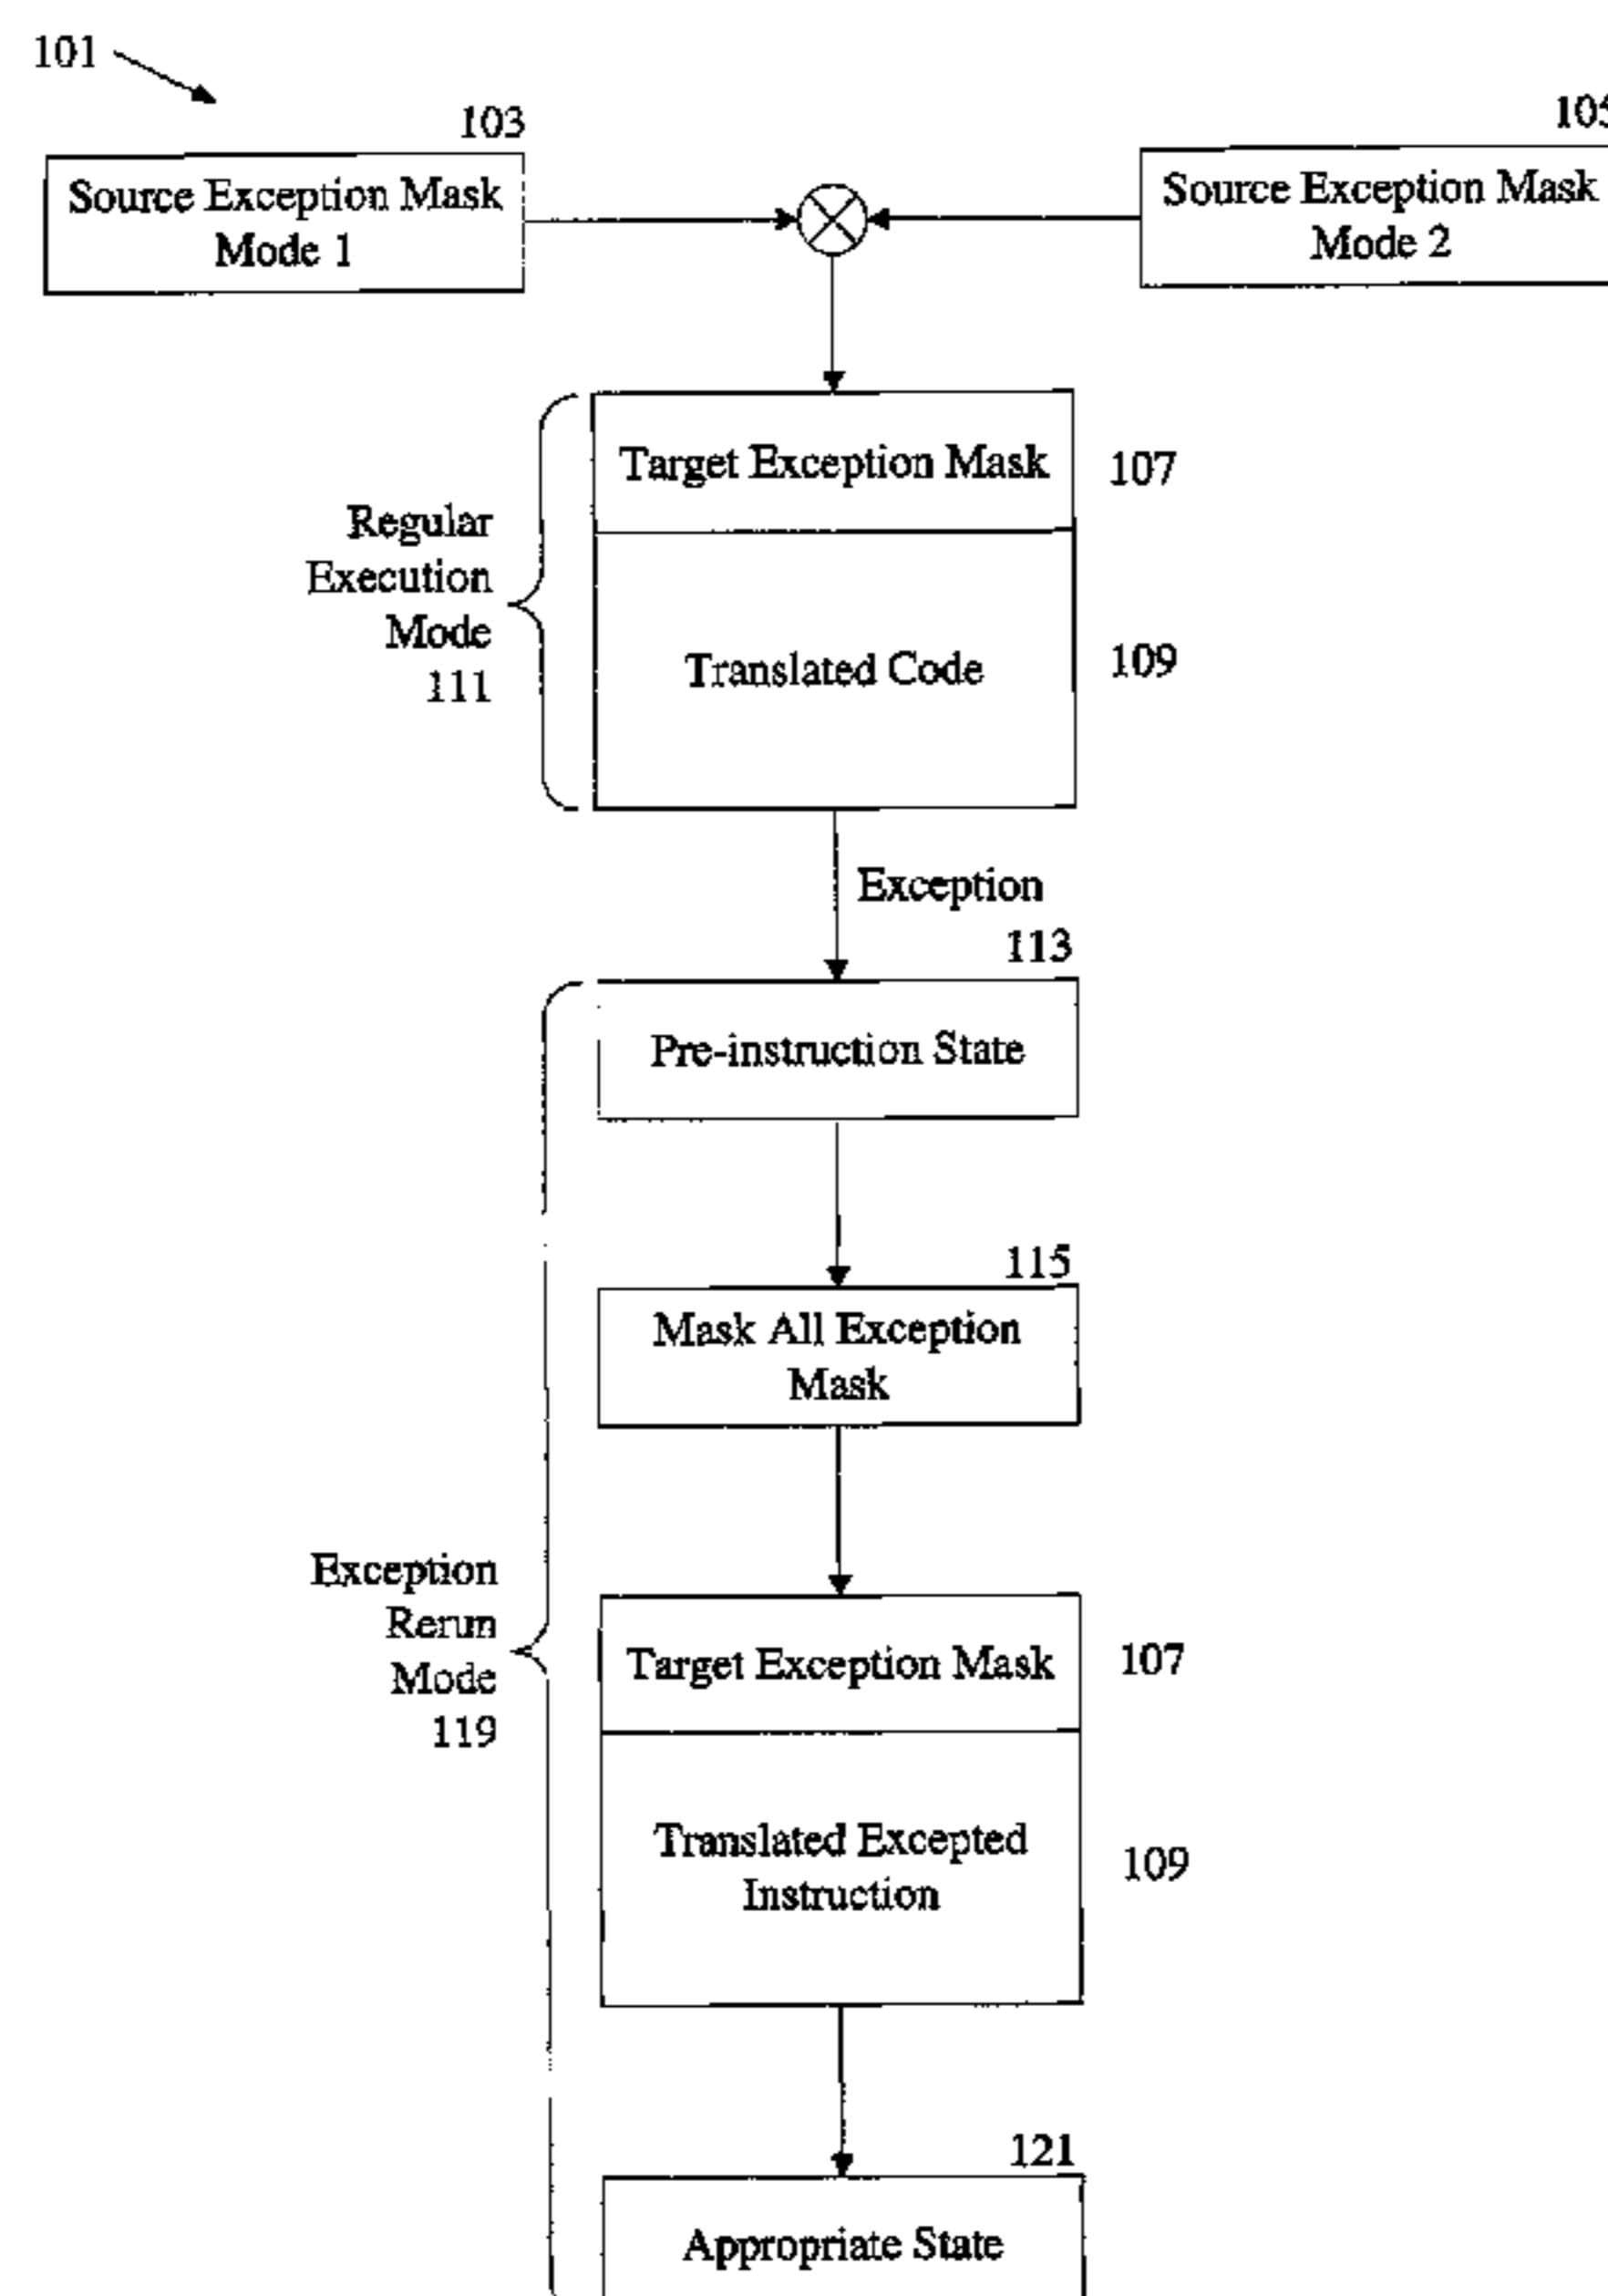 101
103
105
Source Exception Mask
Mode 1
Source Exception Mask
Mode 2
Target Exception Mask
107
Regular
Execution
Mode
111
Translated Code
109
Exception
113
Pre-instruction State
115
Mask All Exception
Mask
Exception
Rerun
Mode
119
Target Exception Mask
107
Translated Excepted
Instruction
109
121
Appropriate State